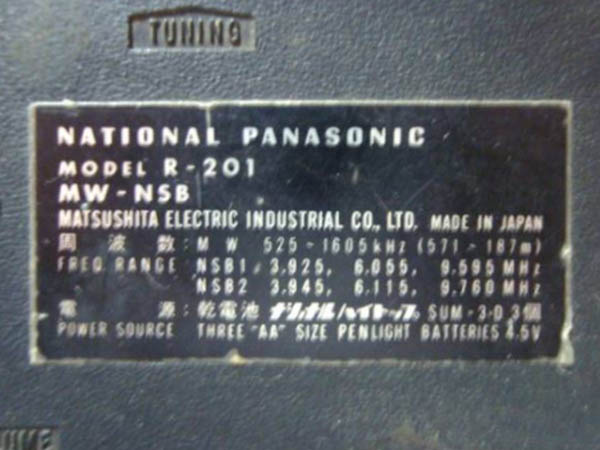 TUNING
NATIONAL PANASONIC
MODEL R-201
MW-NSB
MATSUSHITA ELECTRIC INDUSTRIAL CO., LTD. MADE IN JAPAN
周 波 数 : M W 525~1605kHz (571~187m)
FREQ. RANGE NSB1 3.925, 6.055, 9.595 MHz
NSB2 3.945, 6.115, 9.760 MHz
電 源 : 乾電池 ナショナルハイトップ SUM-3·D 3個
POWER SOURCE THREE "AA" SIZE PENLIGHT BATTERIES 4.5V